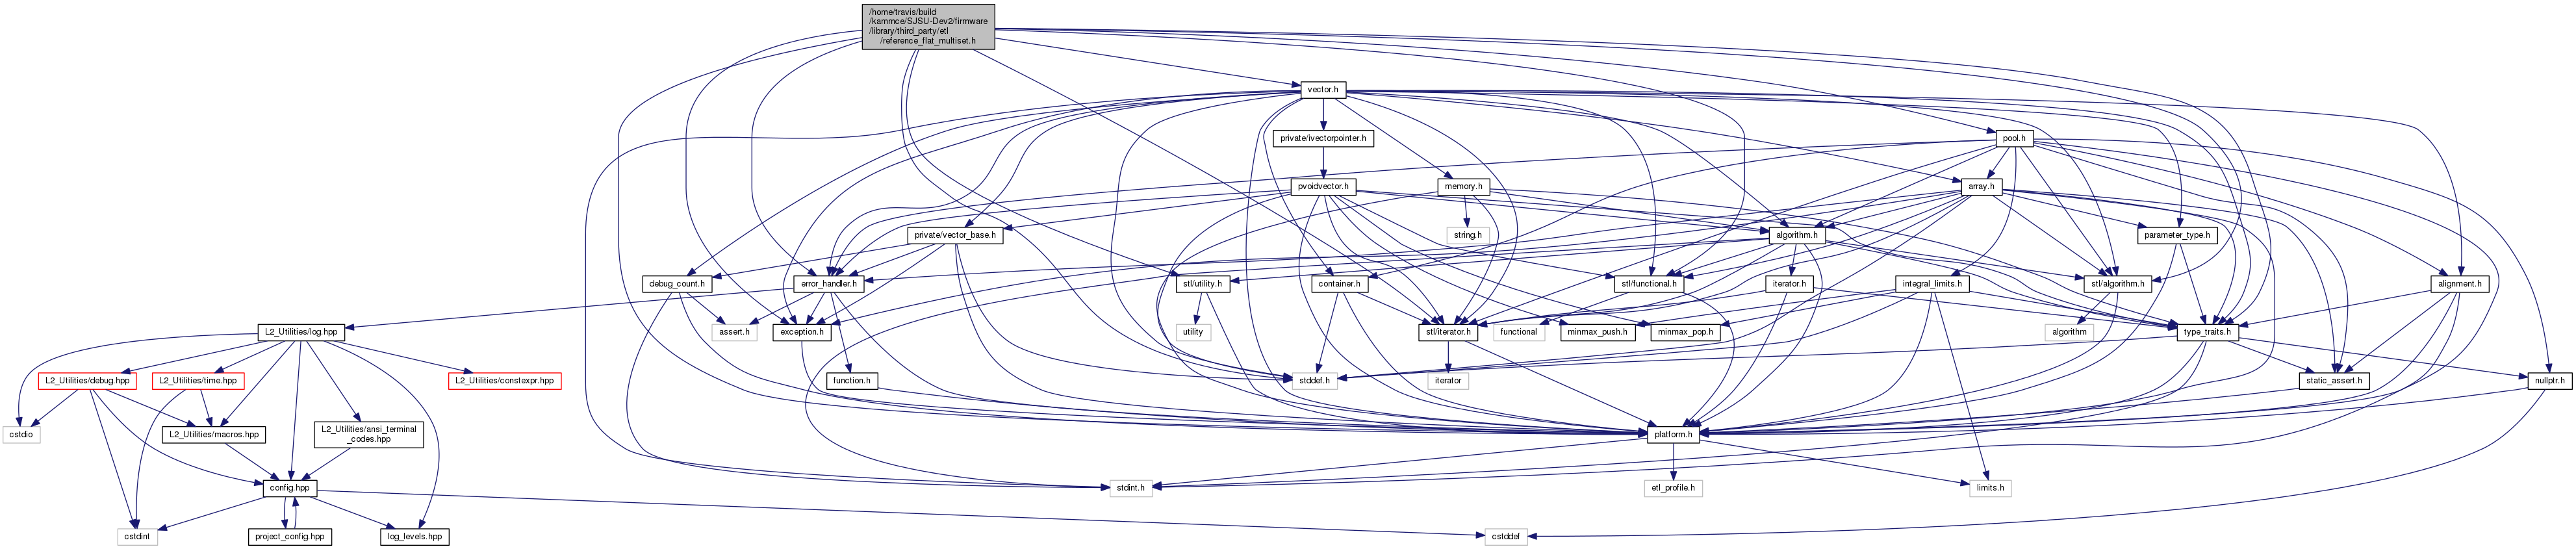 /home/travis/build
/kammce/SJSU-Dev2/firmware
/library/third_party/etl
/reference_flat_multiset.h
vector.h
private/ivectorpointer.h
pool.h
pvoidvector.h
memory.h
array.h
private/vector_base.h
string.h
algorithm.h
parameter_type.h
debug_count.h
error_handler.h
stl/utility.h
container.h
stl/functional.h
iterator.h
integral_limits.h
stl/algorithm.h
alignment.h
L2_Utilities/log.hpp
assert.h
exception.h
utility
stl/iterator.h
functional
minmax_push.h
minmax_pop.h
algorithm
type_traits.h
L2_Utilities/debug.hpp
L2_Utilities/time.hpp
L2_Utilities/constexpr.hpp
function.h
stddef.h
iterator
static_assert.h
nullptr.h
cstdio
L2_Utilities/macros.hpp
L2_Utilities/ansi_terminal
_codes.hpp
platform.h
config.hpp
stdint.h
etl_profile.h
limits.h
cstdint
project_config.hpp
log_levels.hpp
cstddef